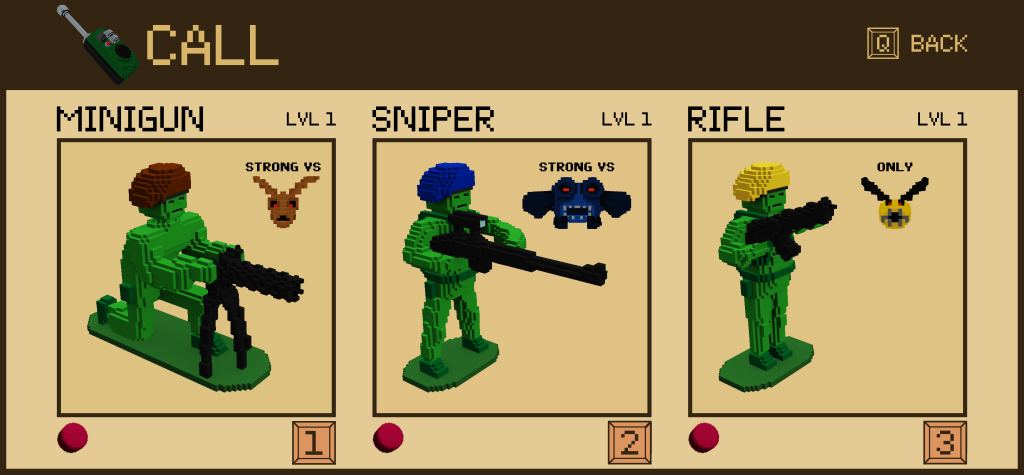 CALL
Q BACK
MINIGUN LVL 1
SNIPER LVL 1
RIFLE LVL 1
STRONG VS
STRONG VS
ONLY
1
2
3